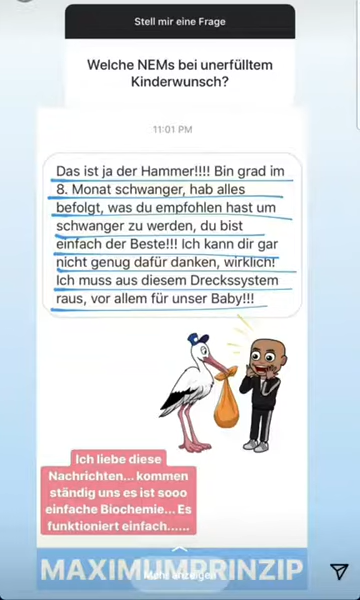 Stell mir eine Frage
Welche NEMs bei unerfülltem
Kinderwunsch?
11:01 PM
Das ist ja der Hammer!!!! Bin grad im
8. Monat schwanger, hab alles
befolgt, was du empfohlen hast um
schwanger zu werden, du bist
einfach der Beste!!! Ich kann dir gar
nicht genug dafür danken, wirklich!
Ich muss aus diesem Dreckssystem
raus, vor allem für unser Baby!!!
Ich liebe diese
Nachrichten... kommen
ständig uns es ist sooo
einfache Biochemie... Es
funktioniert einfach......
MAXIMUMPRINZIP
Mehr anzeigen